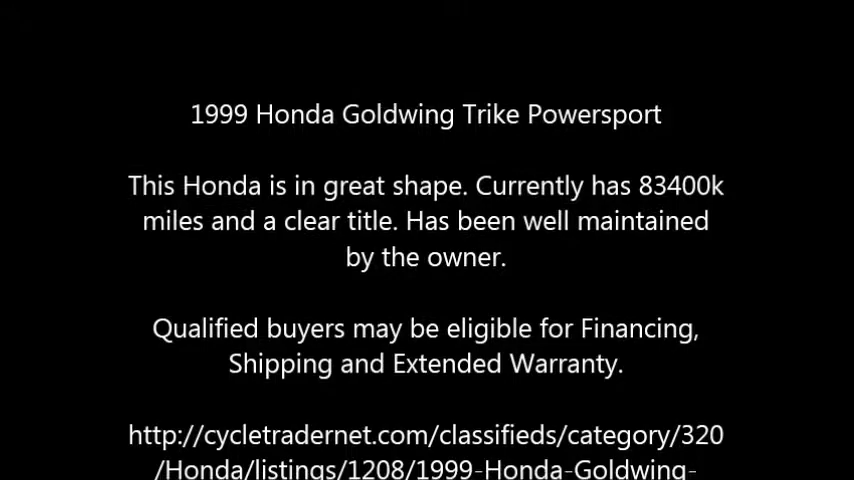 1999 Honda Goldwing Trike Powersport
This Honda is in great shape. Currently has 83400k
miles and a clear title. Has been well maintained
by the owner.
Qualified buyers may be eligible for Financing,
Shipping and Extended Warranty.
http://cycletradernet.com/classifieds/category/320
/Honda/listings/1208/1999-Honda-Goldwing-